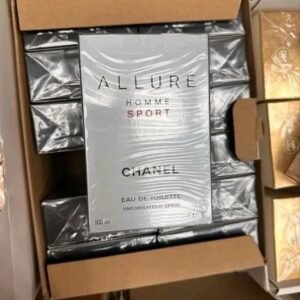 ALLURE
HOMME
SPORT
CHANEL
EAU DE TOILETTE
VAPORISATEUR SPRAY
100 ml